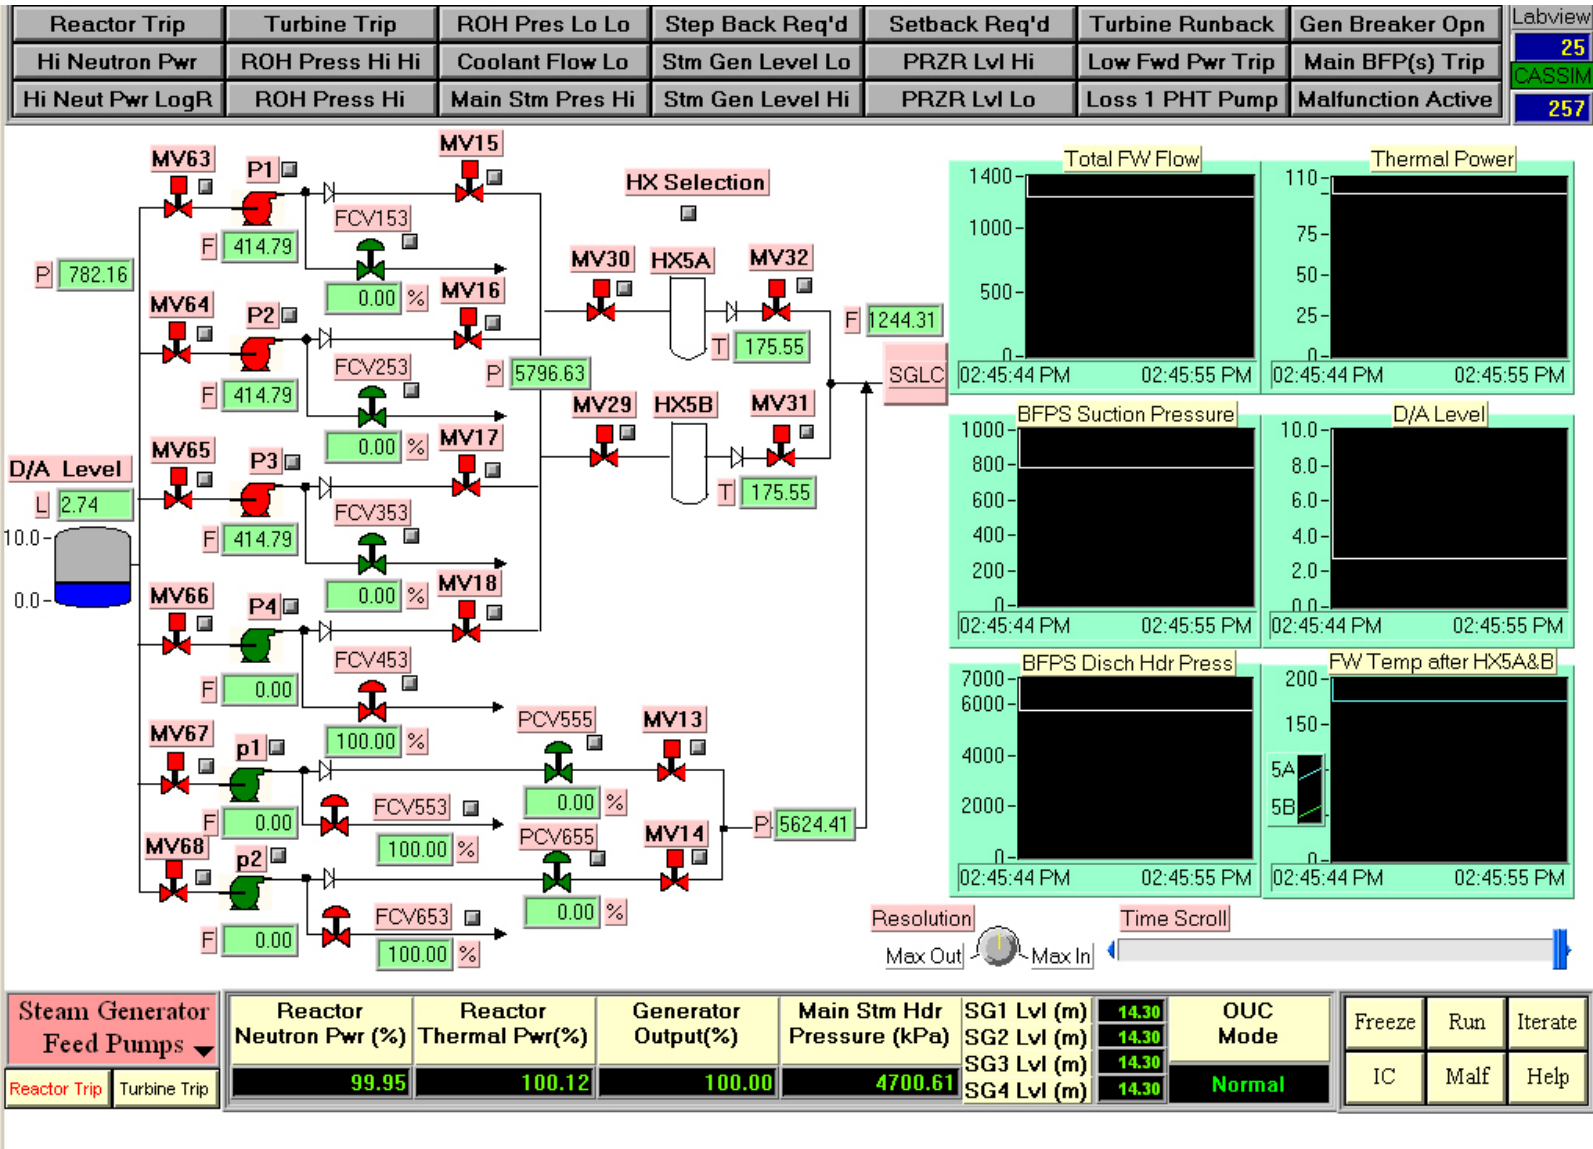 Reactor Trip Turbine Trip ROH Pres Lo Lo Step Back Req'd Setback Req'd Turbine Runback Gen Breaker Opn Labview
Hi Neutron Pwr ROH Press Hi Hi Coolant Flow Lo Stm Gen Level Lo PRZR Lvl Hi Low Fwd Pwr Trip Main BFP(s) Trip 25
CASSIM
Hi Neut Pwr LogR ROH Press Hi Main Stm Pres Hi Stm Gen Level Hi PRZR Lvl Lo Loss 1 PHT Pump Malfunction Active 257
MV63 P1 MV15
HX Selection
FCV153
F 414.79
P 782.16
0.00 %
MV64 P2 MV16
MV30 HX5A MV32
F 1244.31
T 175.55
FCV253
F 414.79
P 5796.63
SGLC
0.00 %
MV29 HX5B MV31
MV65 P3 MV17
D/A Level
L 2.74
T 175.55
FCV353
F 414.79
10.0
0.0
0.00 %
MV66 P4 MV18
FCV453
F 0.00
100.00 %
MV67 p1 PCV555 MV13
FCV553
F 0.00
0.00 %
100.00 %
P 5624.41
MV68 p2 PCV655 MV14
FCV653
F 0.00
0.00 %
100.00 %
Total FW Flow
1400
1000
500
0
02:45:44 PM 02:45:55 PM
Thermal Power
110
75
50
25
0
02:45:44 PM 02:45:55 PM
BFPS Suction Pressure
1000
800
600
400
200
0
02:45:44 PM 02:45:55 PM
D/A Level
10.0
8.0
6.0
4.0
2.0
0.0
02:45:44 PM 02:45:55 PM
BFPS Disch Hdr Press
7000
6000
4000
2000
0
02:45:44 PM 02:45:55 PM
FW Temp after HX5A&B
200
150
5A
5B
0
02:45:44 PM 02:45:55 PM
Resolution
Max Out Max In
Time Scroll
Steam Generator
Feed Pumps
Reactor Trip Turbine Trip
Reactor
Neutron Pwr (%)
99.95
Reactor
Thermal Pwr(%)
100.12
Generator
Output(%)
100.00
Main Stm Hdr
Pressure (kPa)
4700.61
SG1 Lvl (m) 14.30
SG2 Lvl (m) 14.30
SG3 Lvl (m) 14.30
SG4 Lvl (m) 14.30
OUC
Mode
Normal
Freeze Run Iterate
IC Malf Help